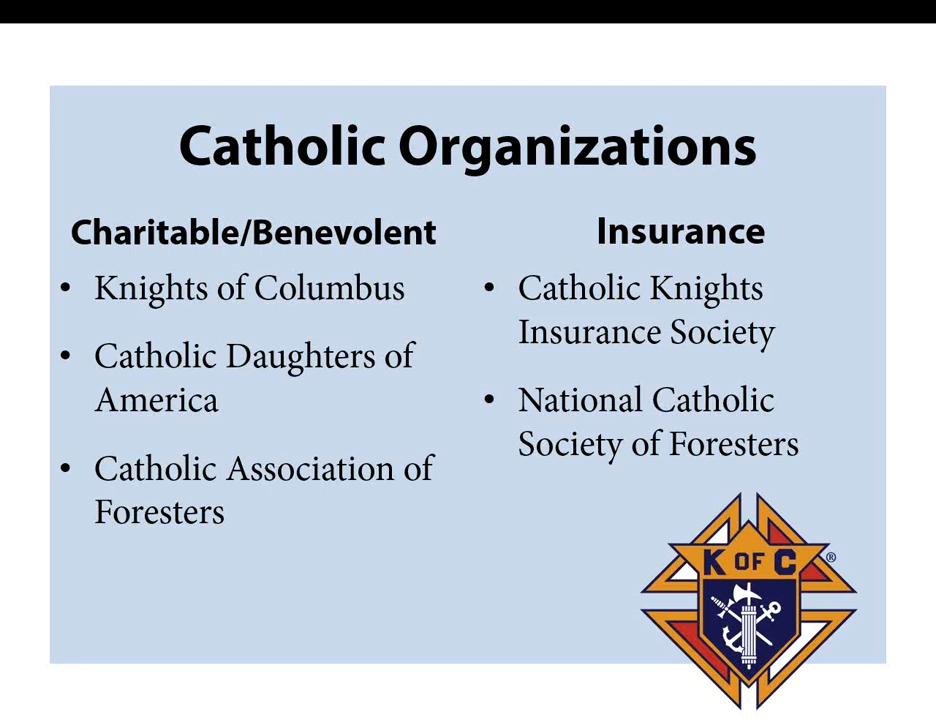 Catholic Organizations
Charitable/Benevolent
• Knights of Columbus
• Catholic Daughters of
America
• Catholic Association of
Foresters
Insurance
• Catholic Knights
Insurance Society
• National Catholic
Society of Foresters
K OF C ®